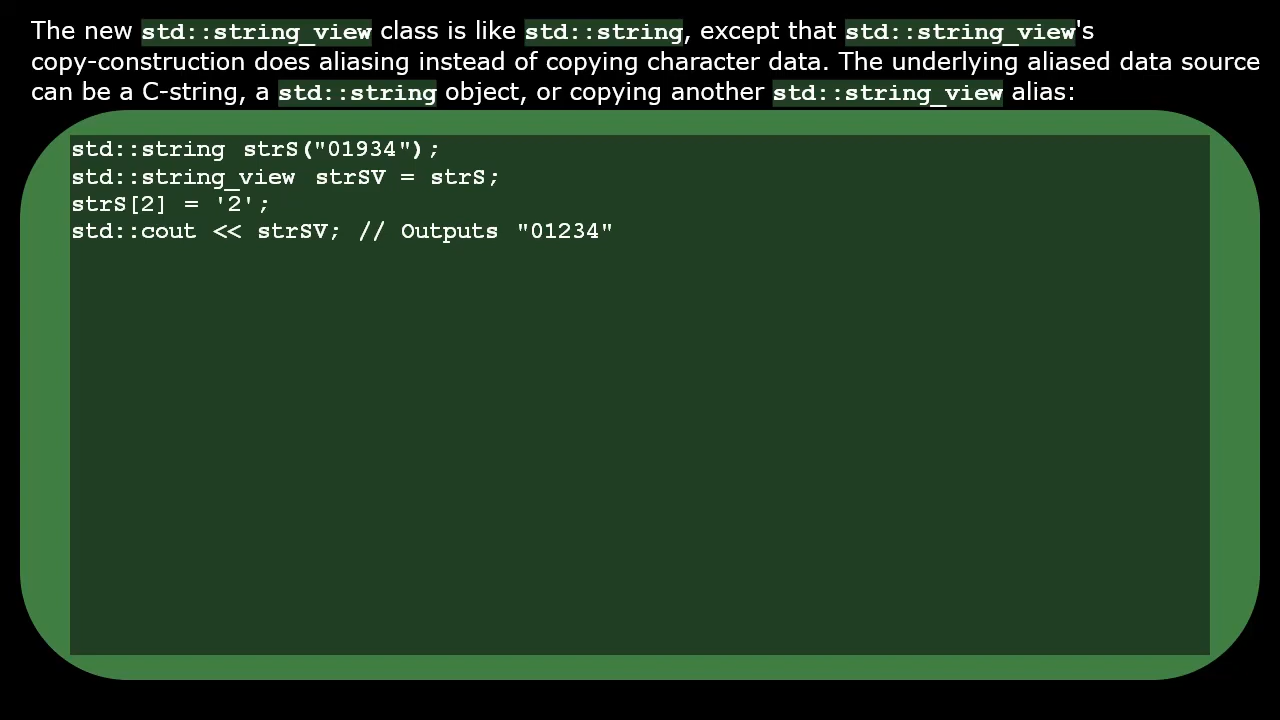 The new std::string_view class is like std::string, except that std::string_view's
copy-construction does aliasing instead of copying character data. The underlying aliased data source
can be a C-string, a std::string object, or copying another std::string_view alias:
std::string strS("01934");
std::string_view strSV = strS;
strS[2] = '2';
std::cout << strSV; // Outputs "01234"